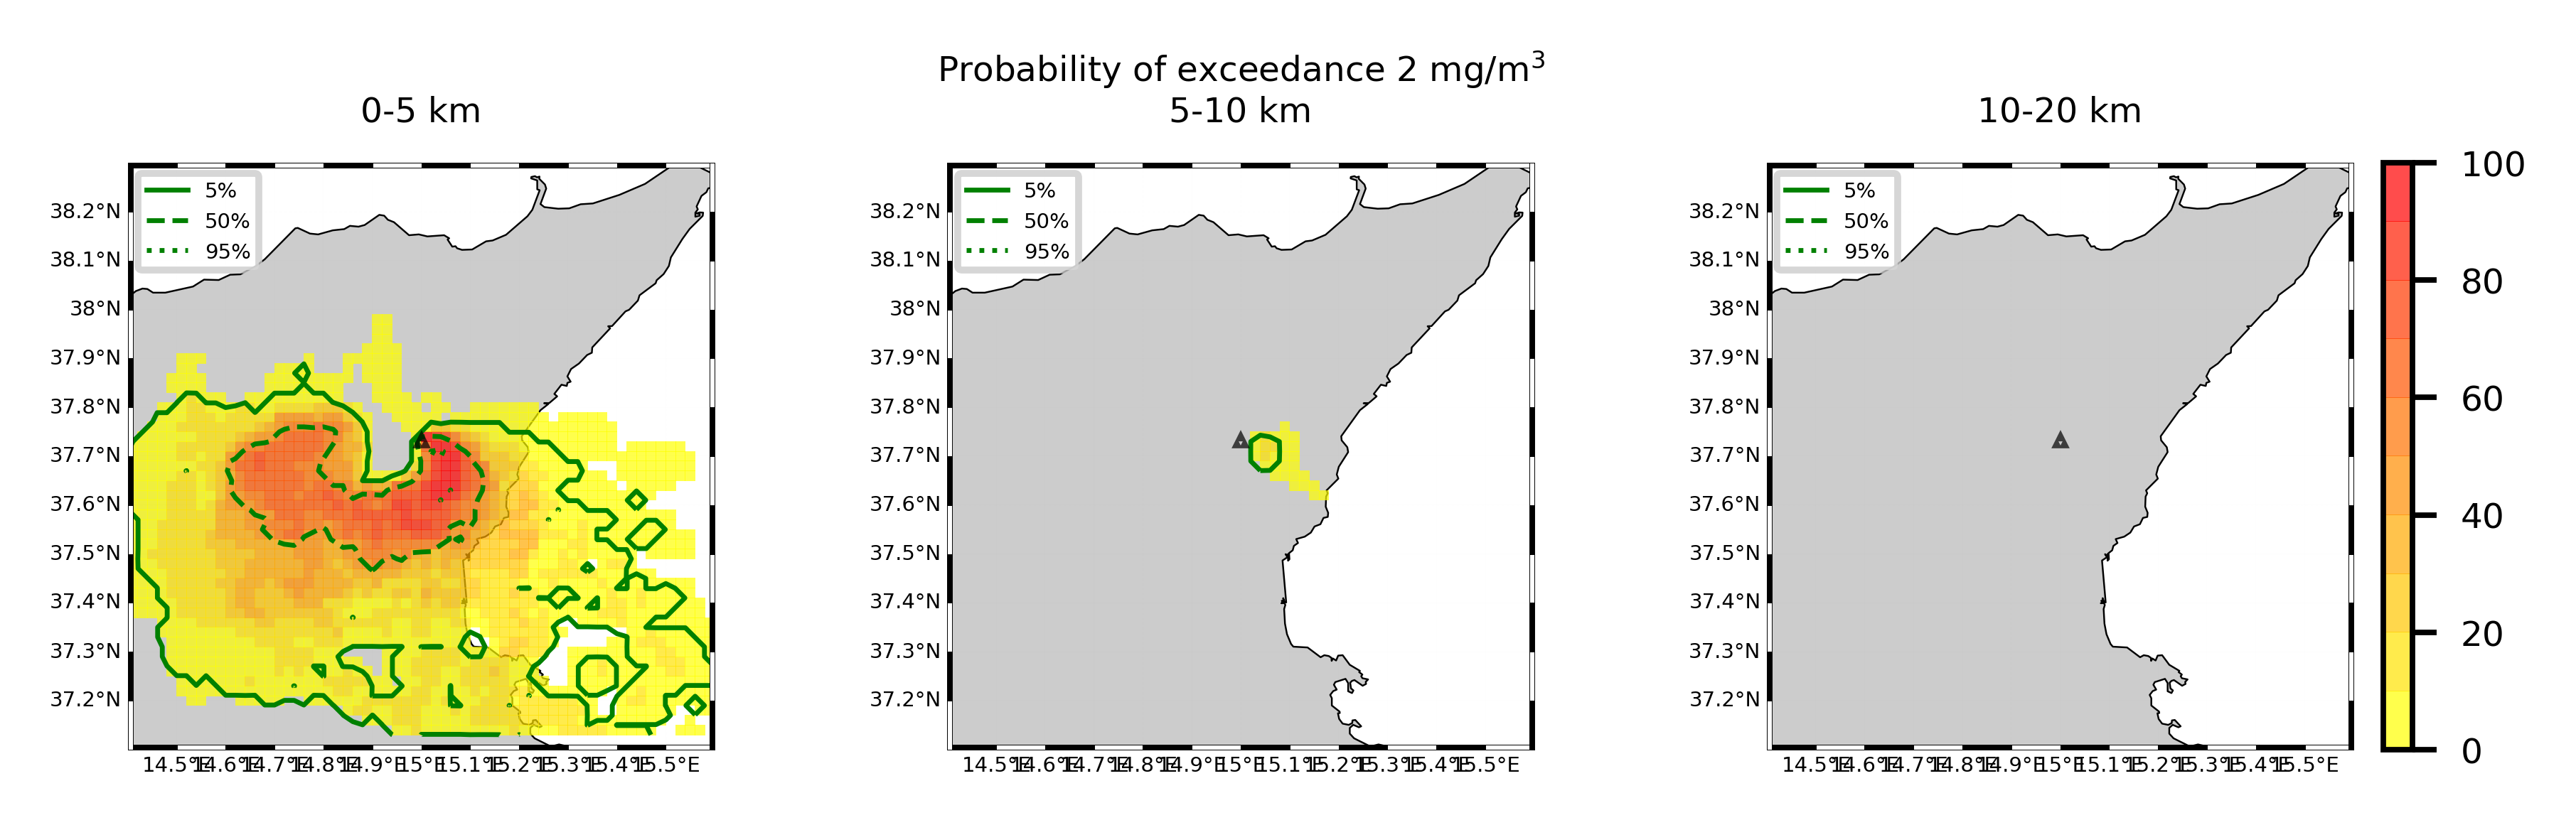 Probability of exceedance 2 mg/m³
0-5 km
5-10 km
10-20 km
5%
50%
95%
38.2°N
38.1°N
38°N
37.9°N
37.8°N
37.7°N
37.6°N
37.5°N
37.4°N
37.3°N
37.2°N
14.5°E 14.6°E 14.7°E 14.8°E 14.9°E 15°E 15.1°E 15.2°E 15.3°E 15.4°E 15.5°E
5%
50%
95%
38.2°N
38.1°N
38°N
37.9°N
37.8°N
37.7°N
37.6°N
37.5°N
37.4°N
37.3°N
37.2°N
14.5°E 14.6°E 14.7°E 14.8°E 14.9°E 15°E 15.1°E 15.2°E 15.3°E 15.4°E 15.5°E
5%
50%
95%
38.2°N
38.1°N
38°N
37.9°N
37.8°N
37.7°N
37.6°N
37.5°N
37.4°N
37.3°N
37.2°N
14.5°E 14.6°E 14.7°E 14.8°E 14.9°E 15°E 15.1°E 15.2°E 15.3°E 15.4°E 15.5°E
100
80
60
40
20
0